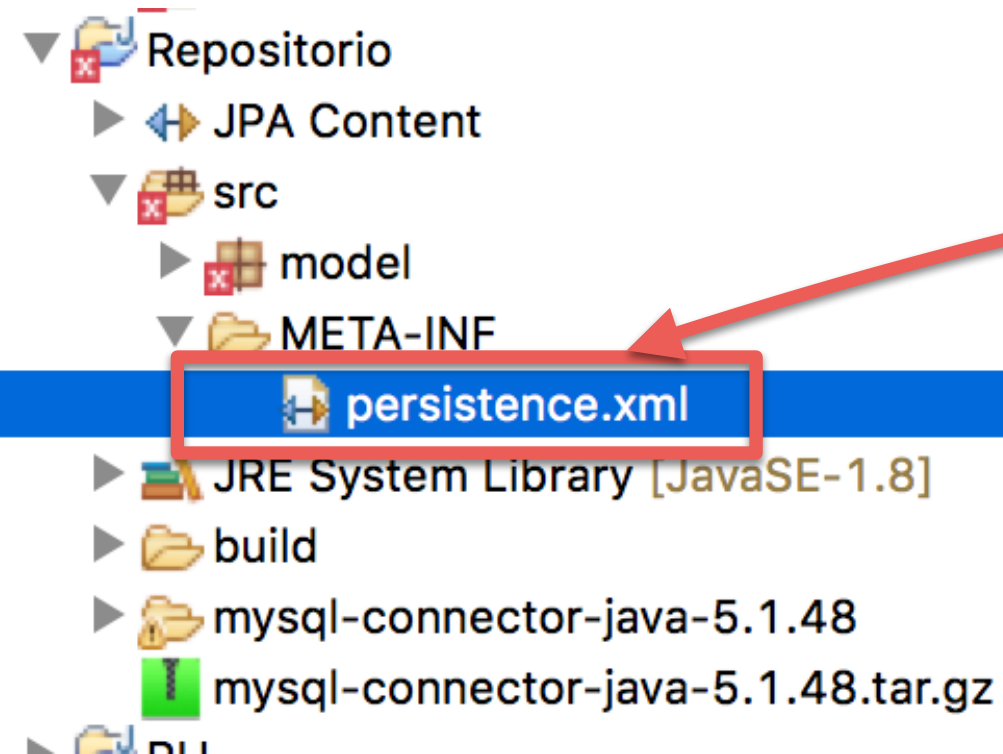 Repositorio
JPA Content
src
model
META-INF
persistence.xml
JRE System Library [JavaSE-1.8]
build
mysql-connector-java-5.1.48
mysql-connector-java-5.1.48.tar.gz